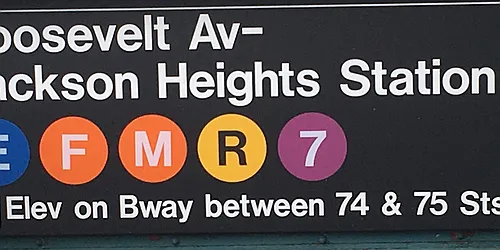 oosevelt Av-
ackson Heights Station
E F M R 7
Elev on Bway between 74 & 75 Sts